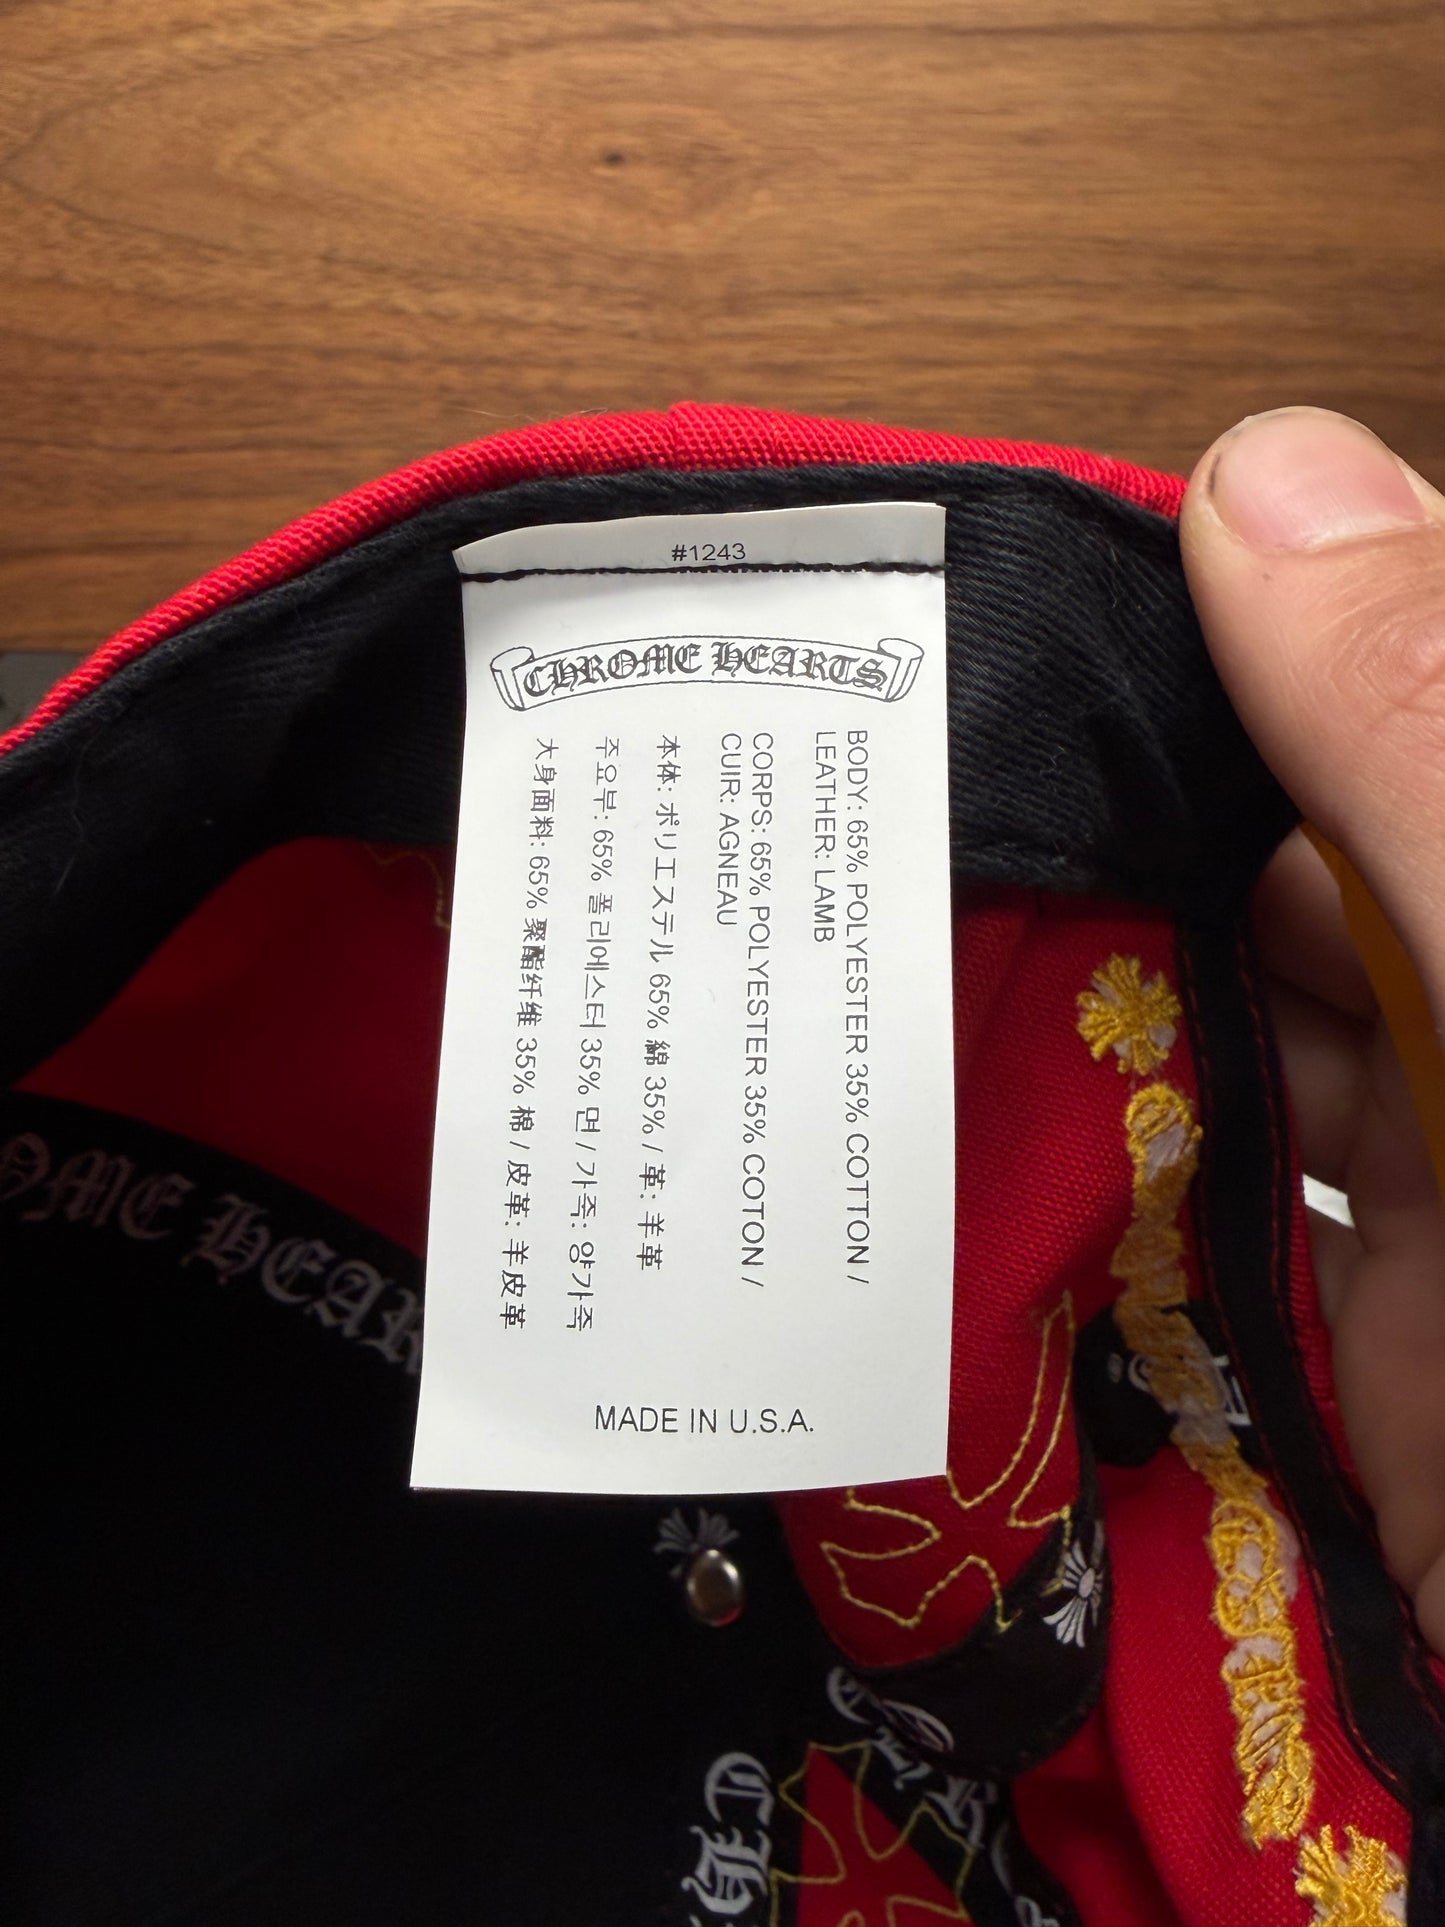 #1243
CHROME HEARTS
BODY: 65% POLYESTER 35% COTTON /
LEATHER: LAMB
CORPS: 65% POLYESTER 35% COTON /
CUIR: AGNEAU
本体: ポリエステル 65% 綿 35% / 革: 羊革
주요부: 65% 폴리에스터 35% 면 / 가죽: 양가죽
大身面料: 65% 聚酯纤维 35% 棉 / 皮革: 羊皮革
MADE IN U.S.A.
OME HEAR